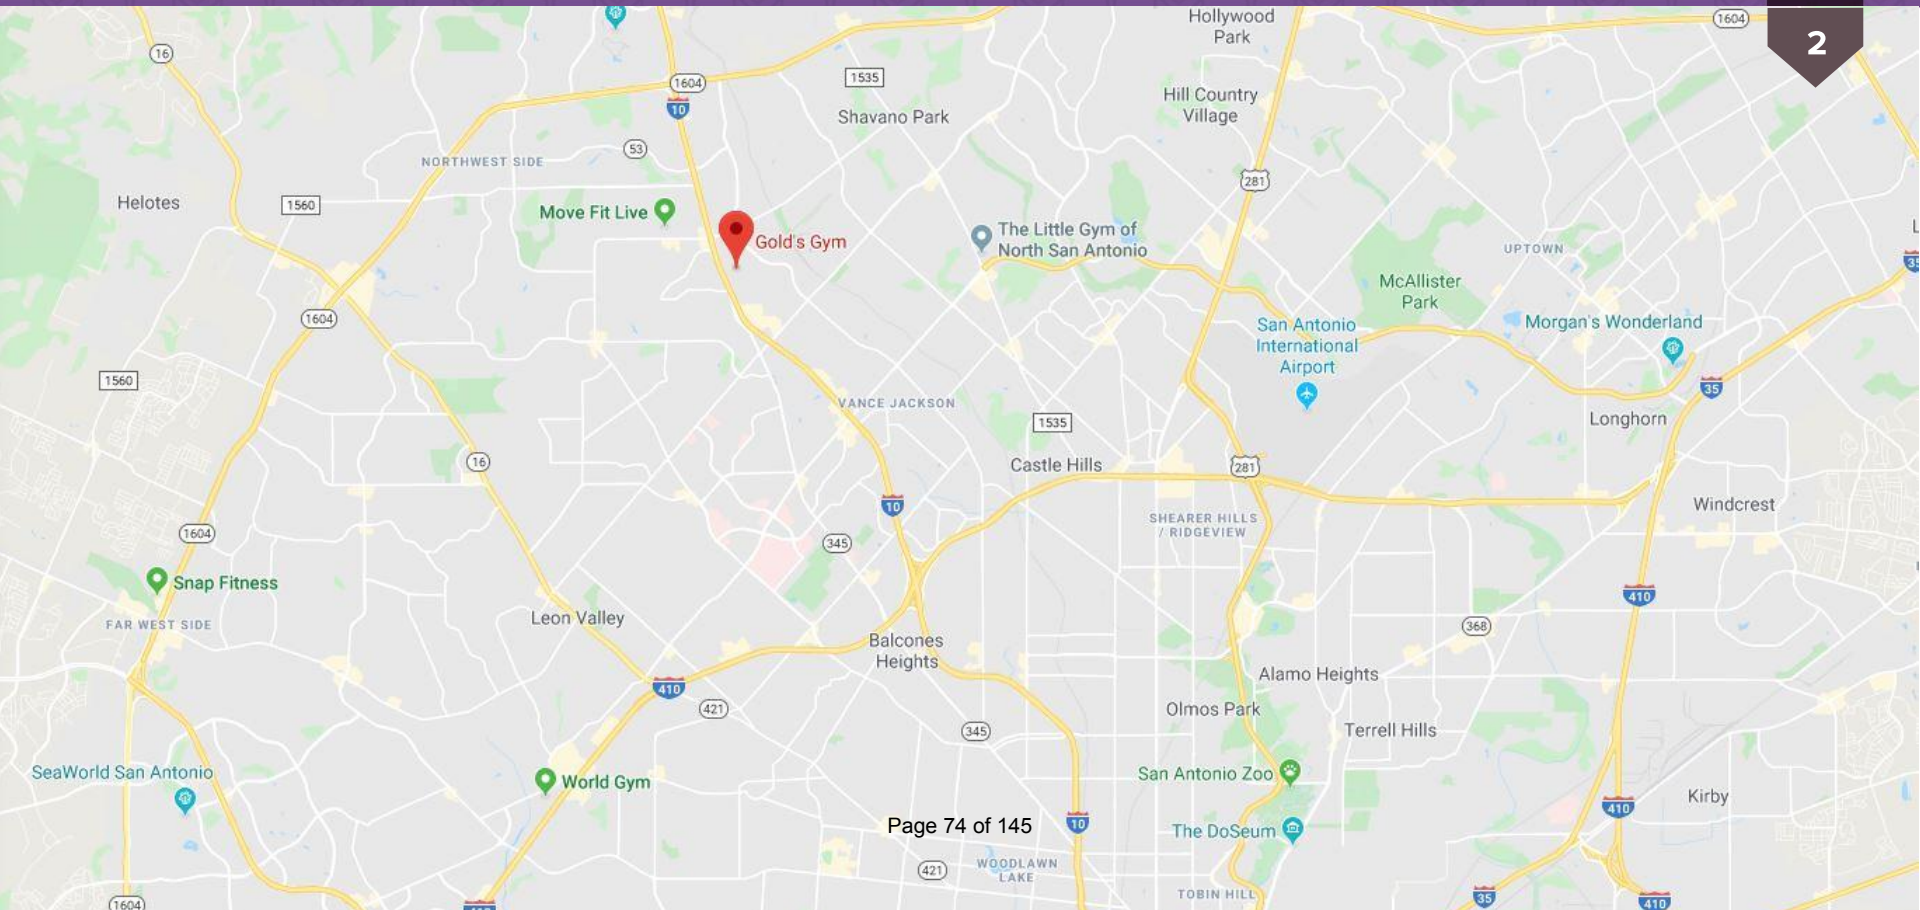 Hollywood
Park
1604
2
16
1604
1535
10
Hill Country
Village
Shavano Park
53
NORTHWEST SIDE
281
Helotes
1560
Move Fit Live
Gold's Gym
The Little Gym of
North San Antonio
UPTOWN
35
McAllister
Park
1604
San Antonio
International
Airport
Morgan's Wonderland
1560
35
VANCE JACKSON
1535
Longhorn
16
Castle Hills
281
10
Windcrest
SHEARER HILLS
/ RIDGEVIEW
1604
345
Snap Fitness
410
FAR WEST SIDE
Leon Valley
368
Balcones
Heights
Alamo Heights
410
421
Olmos Park
345
Terrell Hills
SeaWorld San Antonio
World Gym
San Antonio Zoo
Kirby
410
Page 74 of 145
10
The DoSeum
421
WOODLAWN
LAKE
TOBIN HILL
35
410
1604